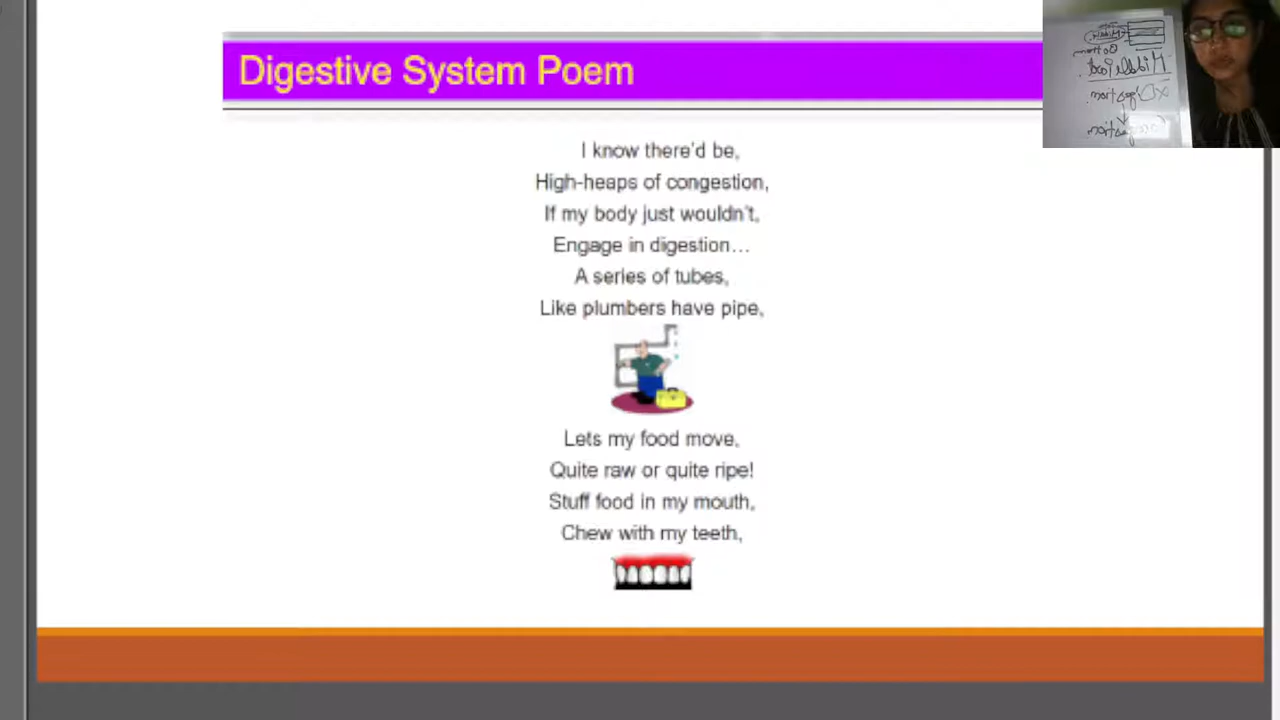 Digestive System Poem
I know there'd be,
High-heaps of congestion,
If my body just wouldn't,
Engage in digestion…
A series of tubes,
Like plumbers have pipe,
Lets my food move,
Quite raw or quite ripe!
Stuff food in my mouth,
Chew with my teeth,